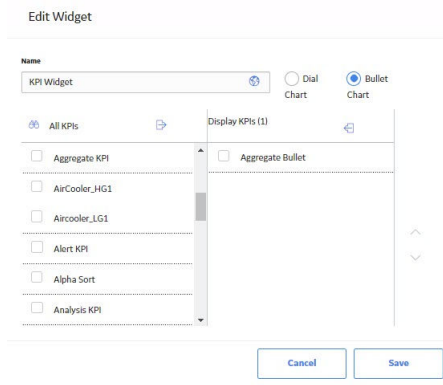 Edit Widget
Name
KPI Widget
Dial Chart
Bullet Chart
All KPIs
Display KPIs (1)
Aggregate KPI
AirCooler_HG1
Aircooler_LG1
Alert KPI
Alpha Sort
Analysis KPI
Aggregate Bullet
Cancel
Save